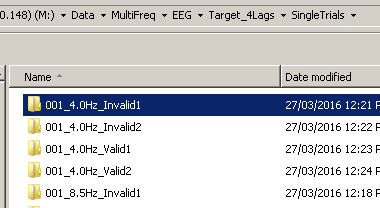 0.148) (M:) ▸ Data ▸ MultiFreq ▸ EEG ▸ Target_4Lags ▸ SingleTrials ▸
Name Date modified
001_4.0Hz_Invalid1 27/03/2016 12:21 P
001_4.0Hz_Invalid2 27/03/2016 12:22 P
001_4.0Hz_Valid1 27/03/2016 12:23 P
001_4.0Hz_Valid2 27/03/2016 12:24 P
001_8.5Hz_Invalid1 27/03/2016 12:18 P